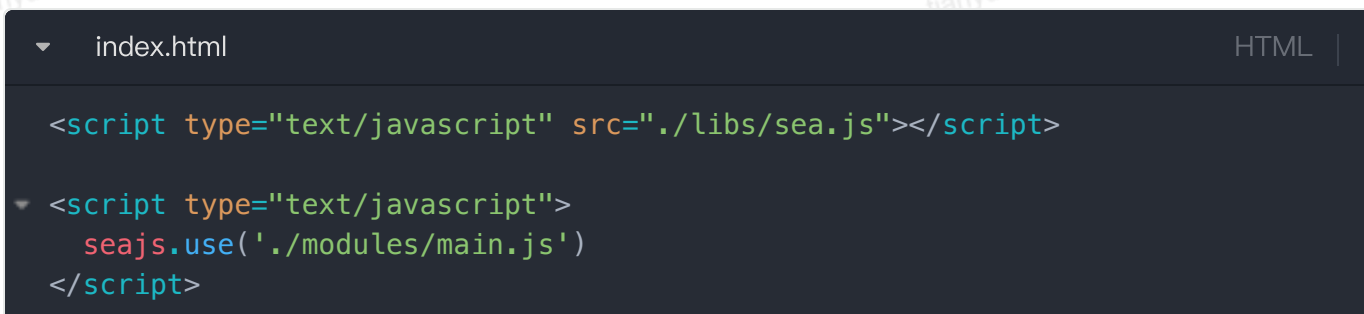 index.html
HTML
<script type="text/javascript" src="./libs/sea.js"></script>
<script type="text/javascript">
seajs.use('./modules/main.js')
</script>